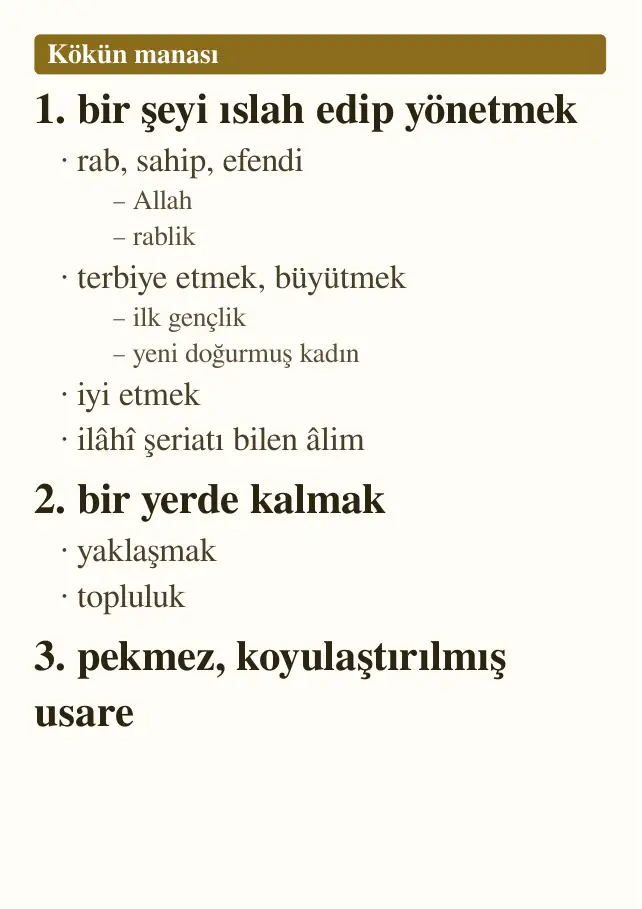 Kökün manası
1. bir şeyi ıslah edip yönetmek
· rab, sahip, efendi
– Allah
– rablik
· terbiye etmek, büyütmek
– ilk gençlik
– yeni doğurmuş kadın
· iyi etmek
· ilâhî şeriatı bilen âlim
2. bir yerde kalmak
· yaklaşmak
· topluluk
3. pekmez, koyulaştırılmış
usare